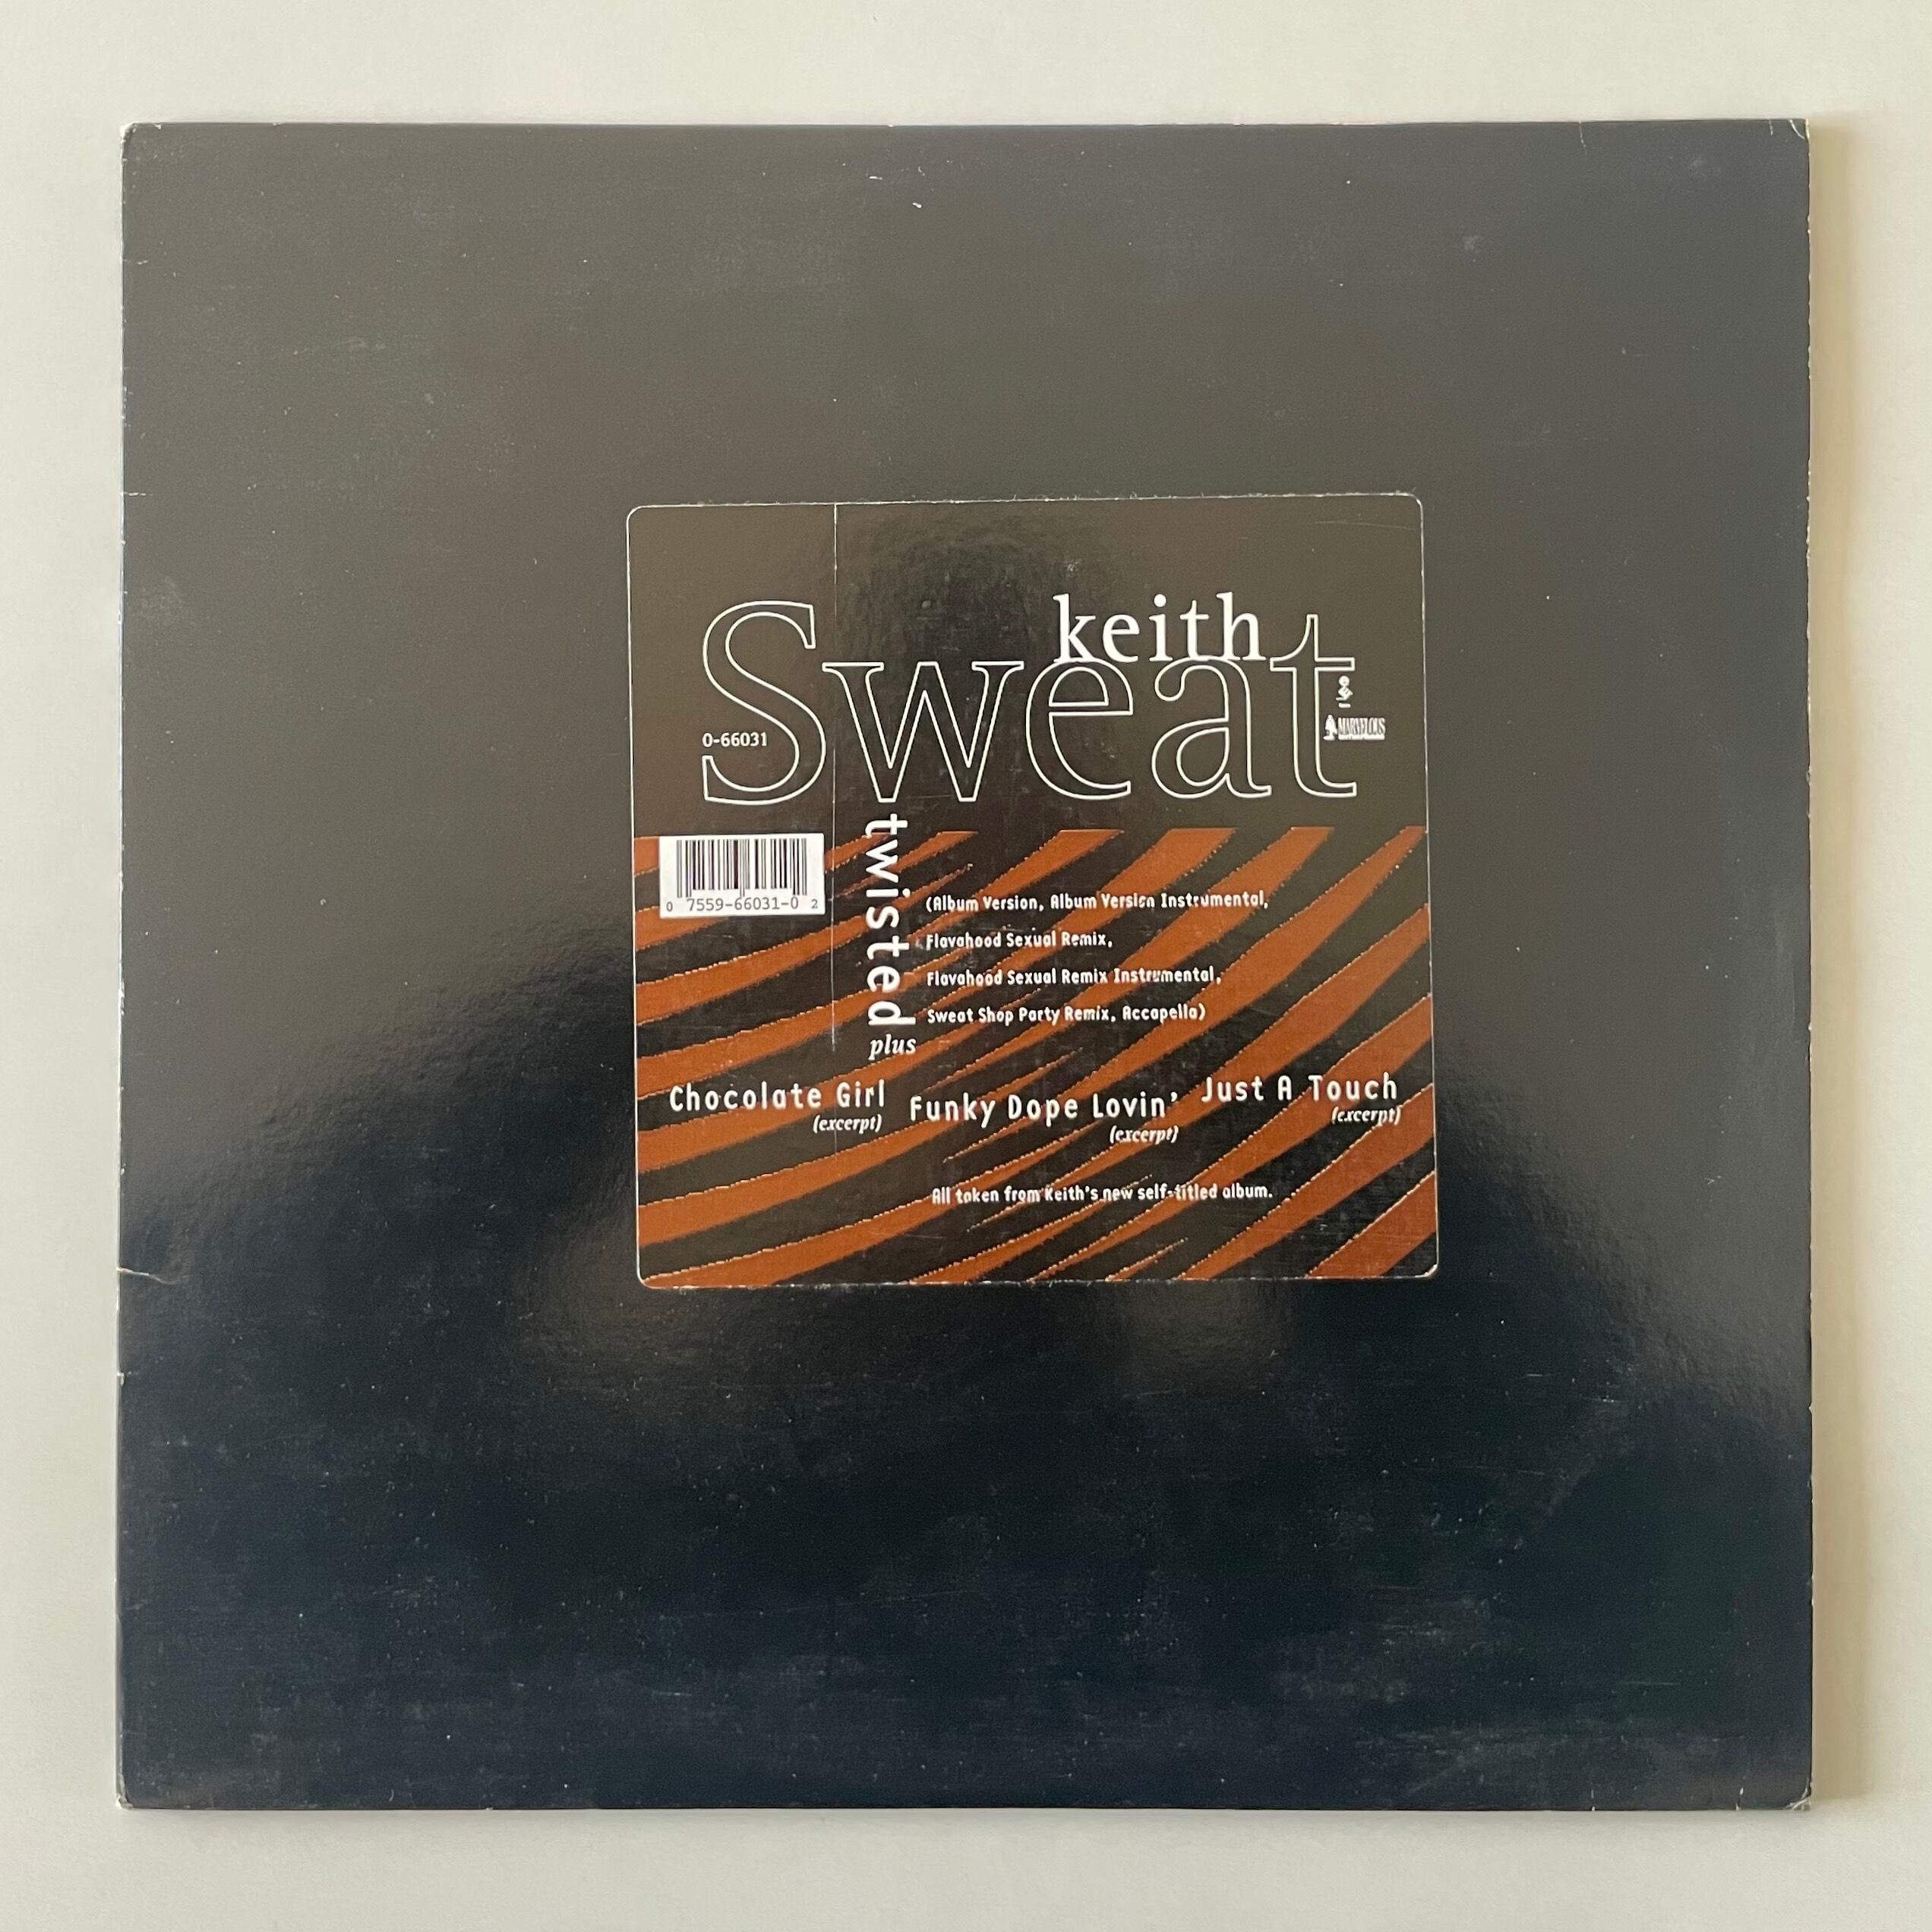 keith
Sweat
0-66031
MARVELOUS
0 7559-66031-0 2
twisted
(Album Version, Album Version Instrumental,
Flavahood Sexual Remix,
Flavahood Sexual Remix Instrumental,
Sweat Shop Party Remix, Accapella)
plus
Chocolate Girl
(excerpt)
Funky Dope Lovin'
(excerpt)
Just A Touch
(excerpt)
All taken from Keith's new self-titled album.